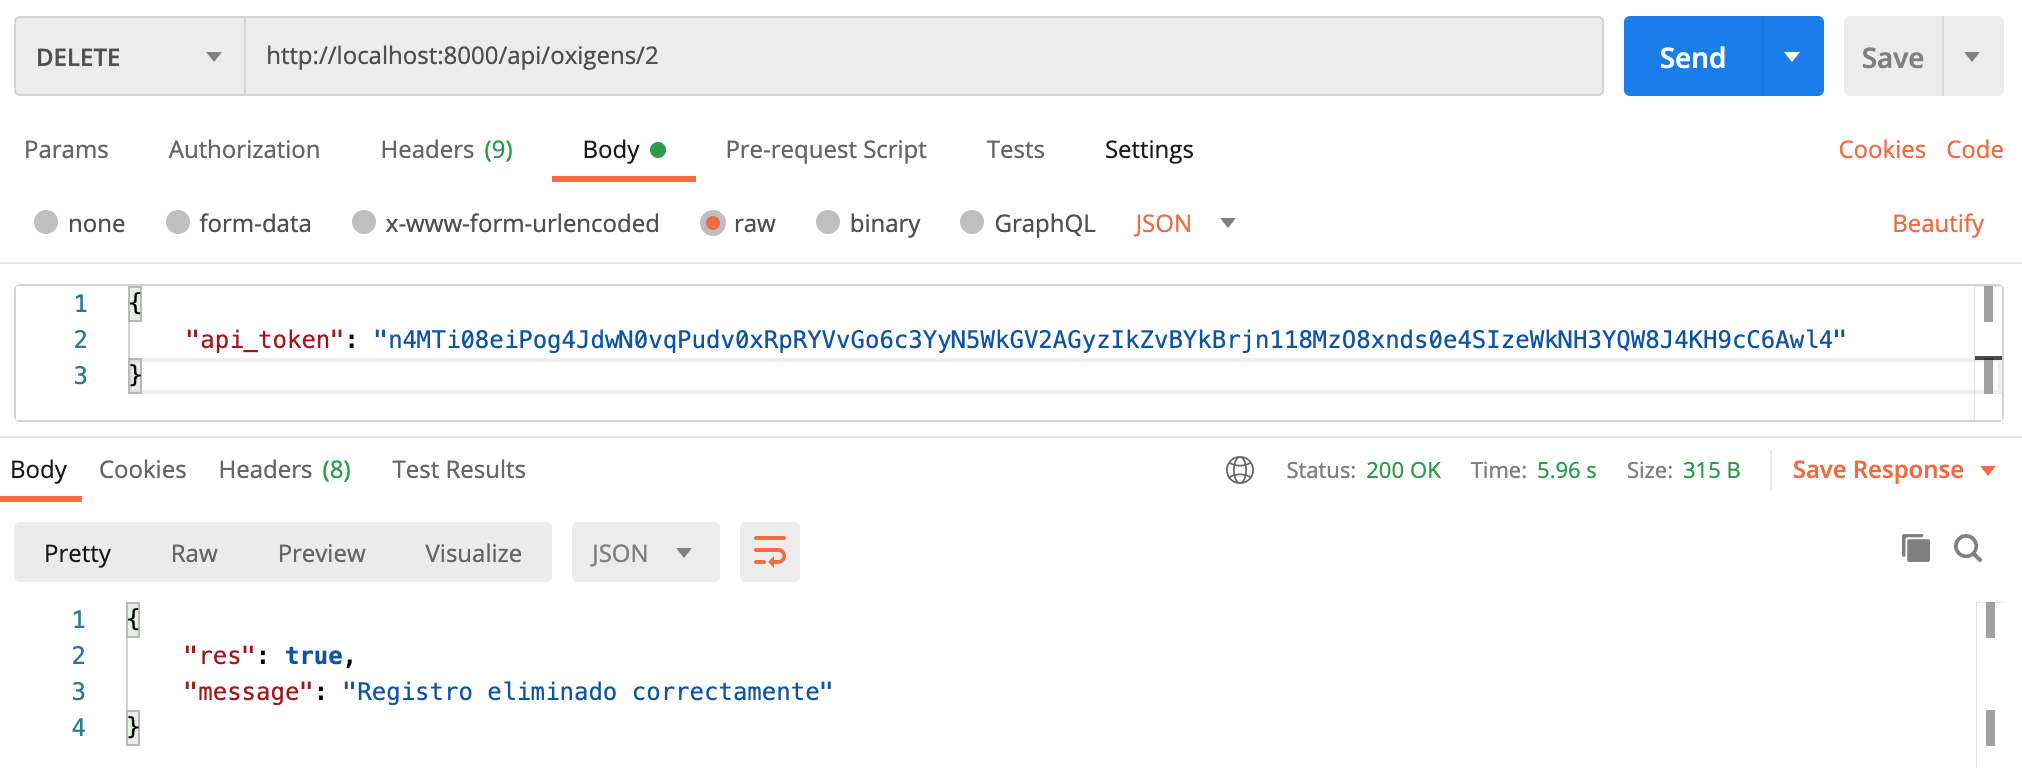 DELETE http://localhost:8000/api/oxigens/2 Send Save
Params Authorization Headers (9) Body Pre-request Script Tests Settings Cookies Code
none form-data x-www-form-urlencoded raw binary GraphQL JSON Beautify
1 {
2 "api_token": "n4MTi08eiPog4JdwN0vqPudv0xRpRYVvGo6c3YyN5WkGV2AGyzIkZvBYkBrjn118MzO8xnds0e4SIzeWkNH3YQW8J4KH9cC6Awl4"
3 }
Body Cookies Headers (8) Test Results Status: 200 OK Time: 5.96 s Size: 315 B Save Response
Pretty Raw Preview Visualize JSON
1 {
2 "res": true,
3 "message": "Registro eliminado correctamente"
4 }